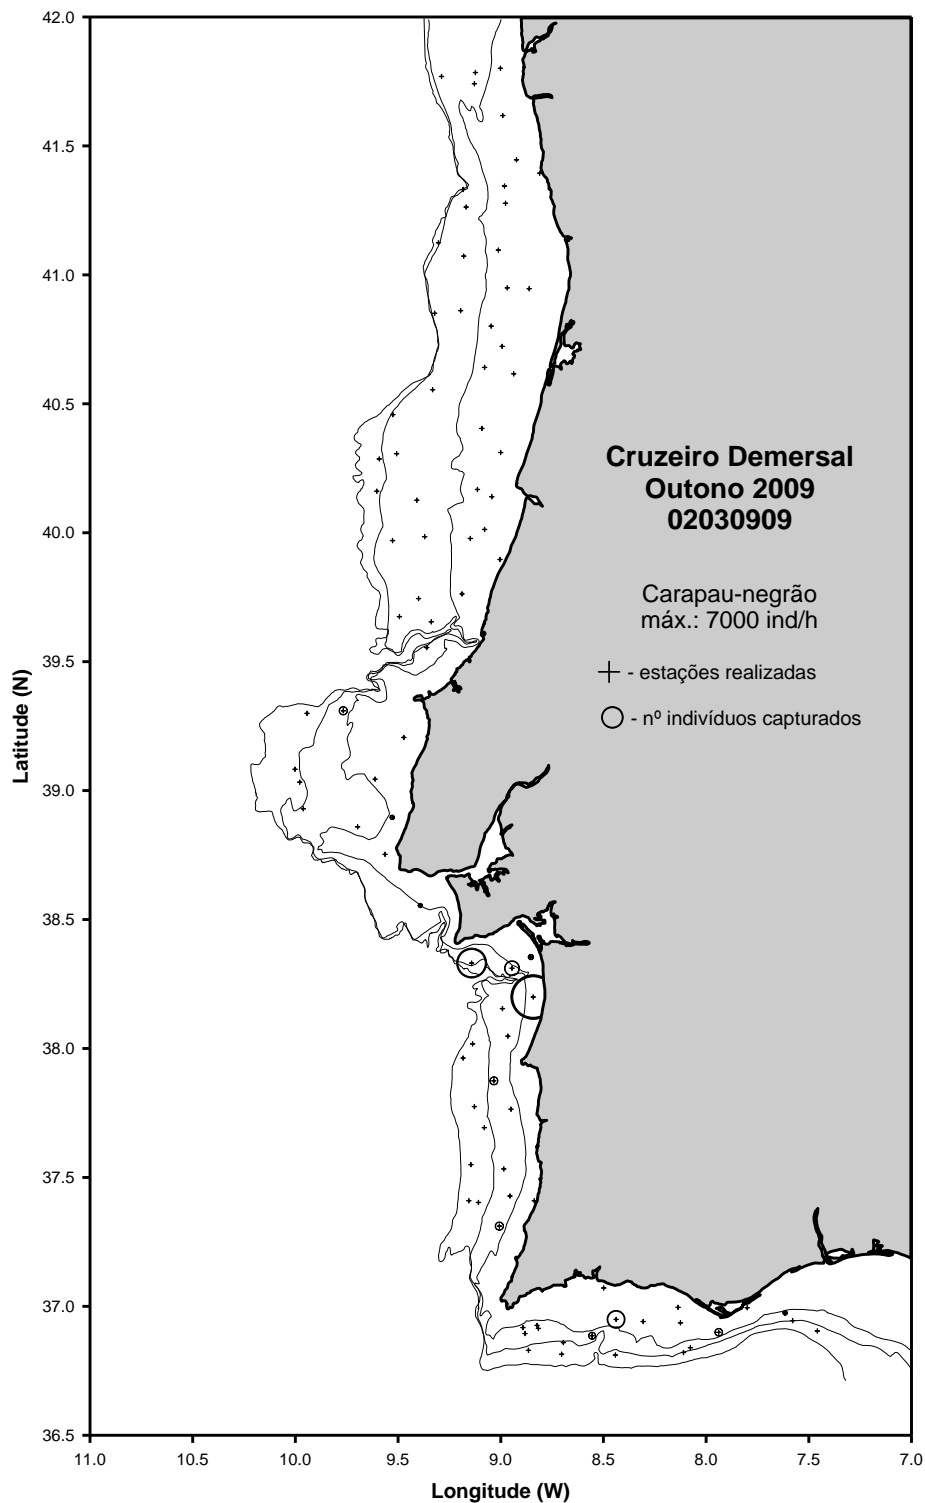 42.0
41.5
41.0
40.5
40.0
39.5
39.0
38.5
38.0
37.5
37.0
36.5
Latitude (N)
Cruzeiro Demersal
Outono 2009
02030909
Carapau-negrão
máx.: 7000 ind/h
- estações realizadas
- nº indivíduos capturados
11.0 10.5 10.0 9.5 9.0 8.5 8.0 7.5 7.0
Longitude (W)